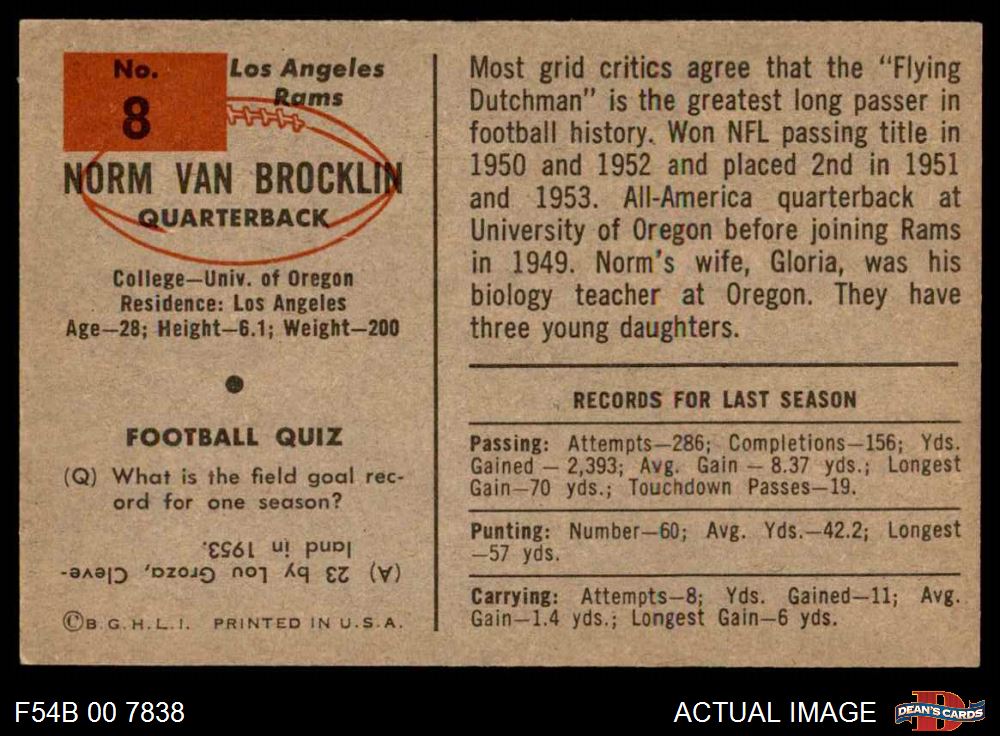 No.
8
Los Angeles
Rams
NORM VAN BROCKLIN
QUARTERBACK
College—Univ. of Oregon
Residence: Los Angeles
Age—28; Height—6.1; Weight—200
FOOTBALL QUIZ
(Q) What is the field goal rec-
ord for one season?
(A) 23 by Lou Groza, Cleve-
land in 1953.
©B.G.H.L.I. PRINTED IN U.S.A.
Most grid critics agree that the "Flying
Dutchman" is the greatest long passer in
football history. Won NFL passing title in
1950 and 1952 and placed 2nd in 1951
and 1953. All-America quarterback at
University of Oregon before joining Rams
in 1949. Norm's wife, Gloria, was his
biology teacher at Oregon. They have
three young daughters.
RECORDS FOR LAST SEASON
Passing: Attempts—286; Completions—156; Yds.
Gained — 2,393; Avg. Gain — 8.37 yds.; Longest
Gain—70 yds.; Touchdown Passes—19.
Punting: Number—60; Avg. Yds.—42.2; Longest
—57 yds.
Carrying: Attempts—8; Yds. Gained—11; Avg.
Gain—1.4 yds.; Longest Gain—6 yds.
F54B 00 7838
ACTUAL IMAGE
DEAN'S CARDS